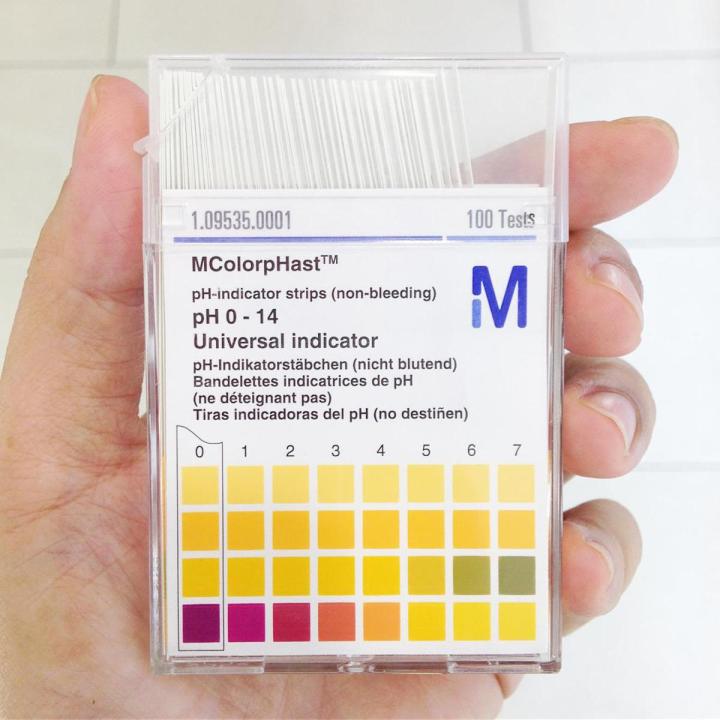 1.09535.0001 100 Tests
MColorpHast™
pH-indicator strips (non-bleeding)
pH 0 - 14
Universal indicator
pH-Indikatorstäbchen (nicht blutend)
Bandelettes indicatrices de pH
(ne déteignant pas)
Tiras indicadoras del pH (no destiñen)
M
0 1 2 3 4 5 6 7